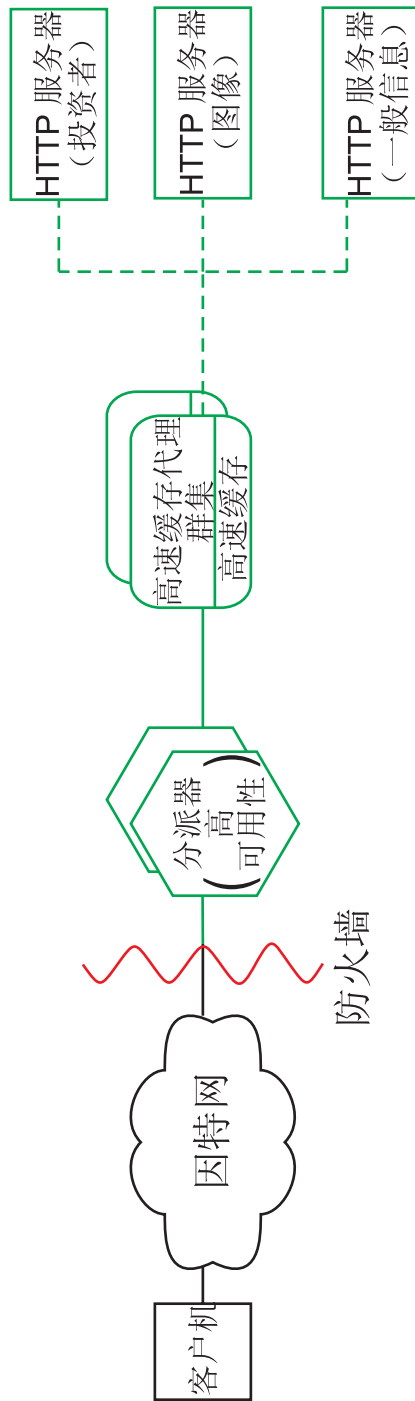 客户机
因特网
防火墙
分派器
(高
可用性)
高速缓存代理
群集
高速缓存
HTTP 服务器
(投资者)
HTTP 服务器
(图像)
HTTP 服务器
(一般信息)